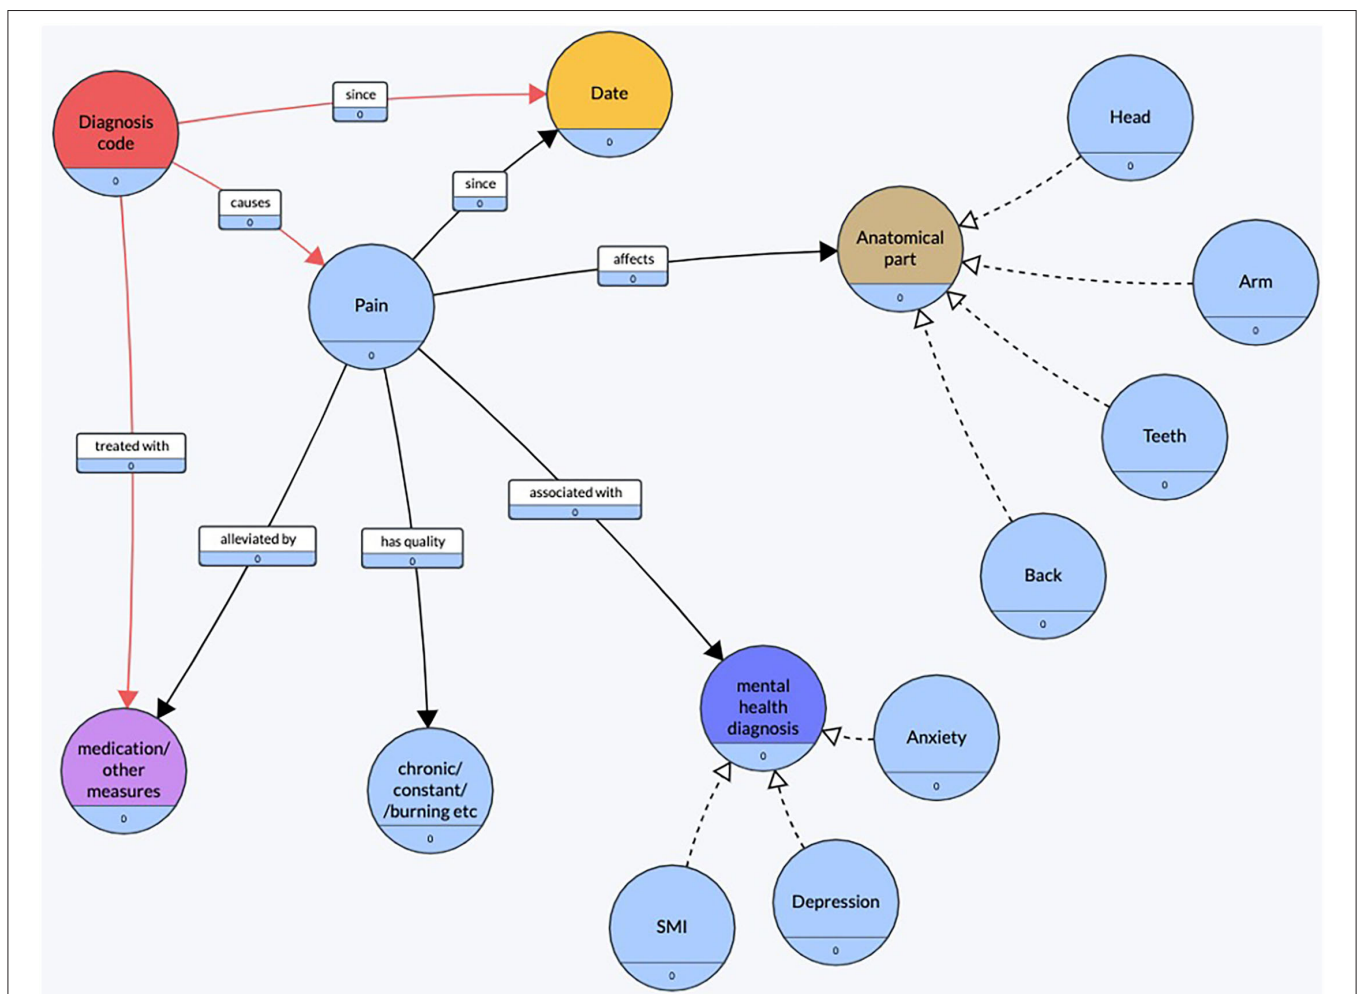 Diagnosis
code
0
since
0
Date
0
causes
0
since
0
Pain
0
affects
0
Anatomical
part
0
Head
0
Arm
0
Teeth
0
Back
0
treated with
0
alleviated by
0
has quality
0
associated with
0
medication/
other
measures
0
chronic/
constant/
/burning etc
0
mental
health
diagnosis
0
Anxiety
0
SMI
0
Depression
0